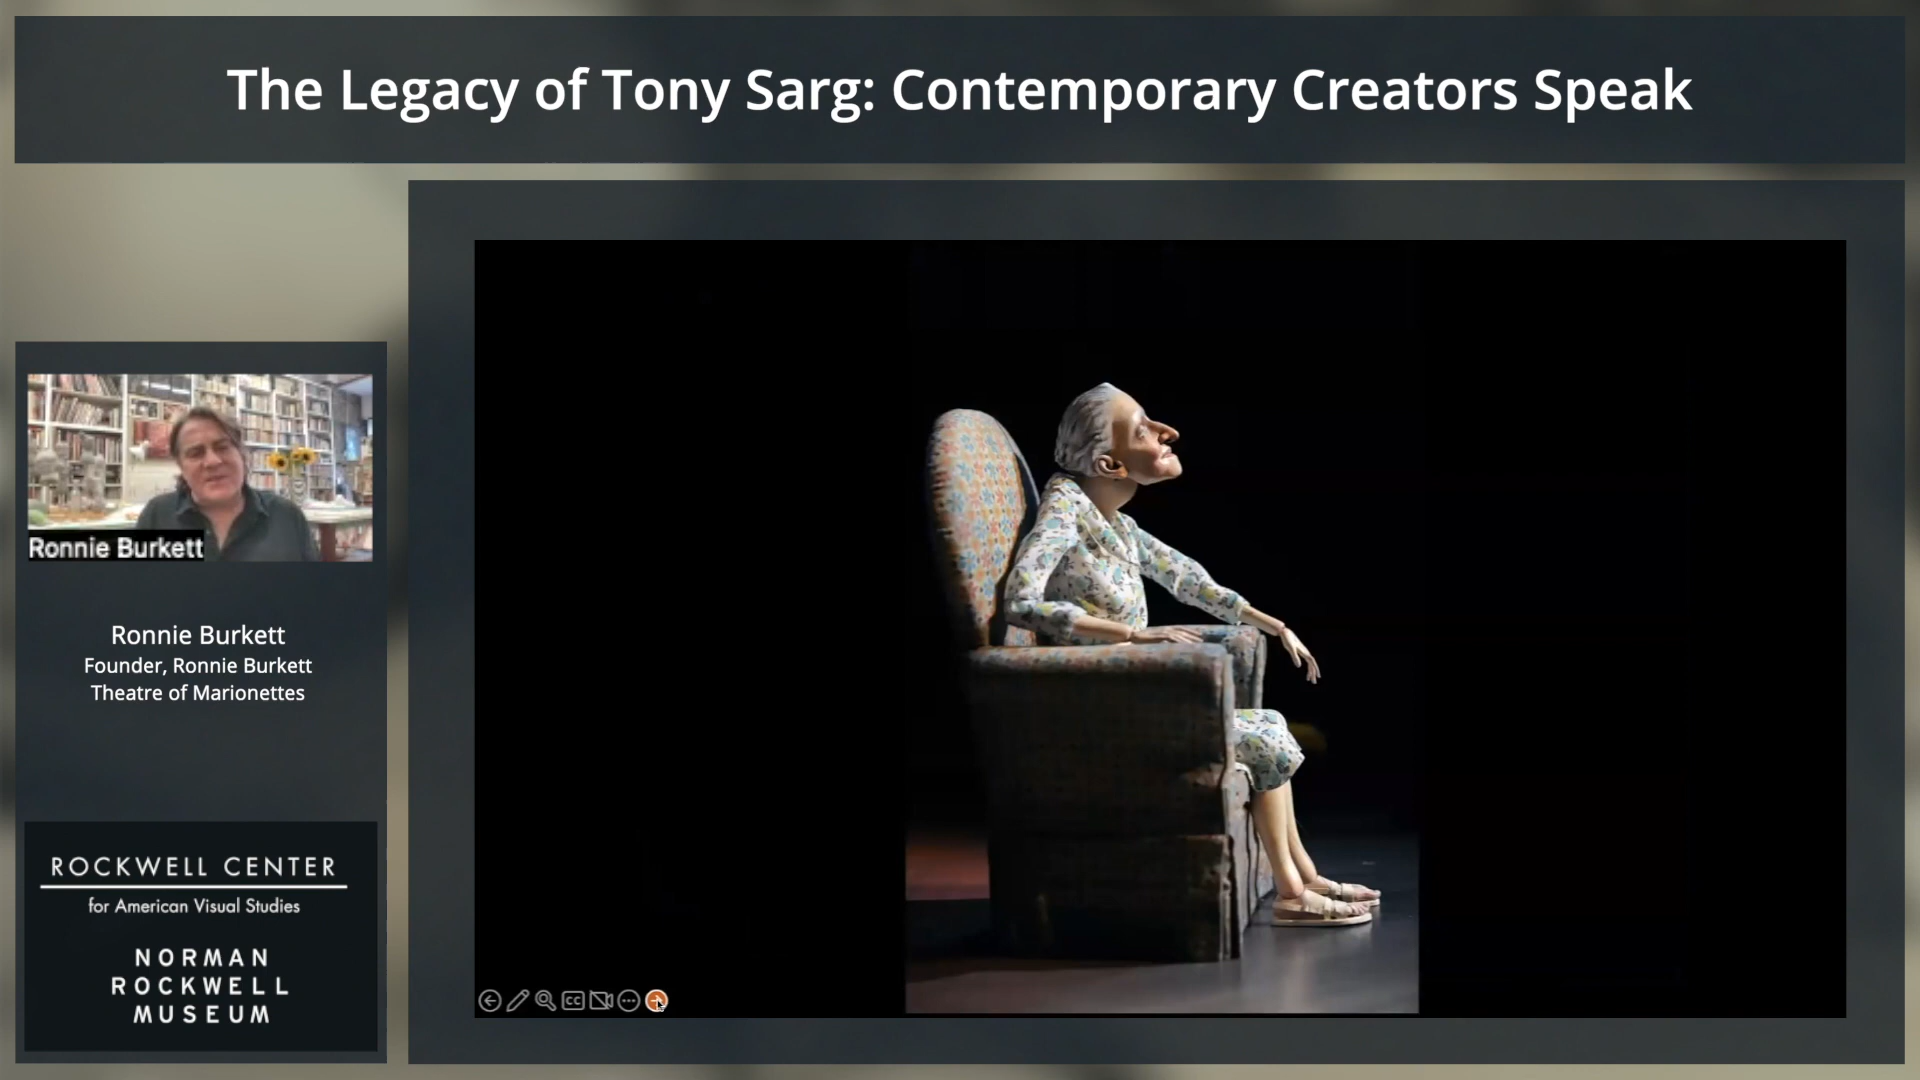 The Legacy of Tony Sarg: Contemporary Creators Speak
Ronnie Burkett
Ronnie Burkett
Founder, Ronnie Burkett
Theatre of Marionettes
ROCKWELL CENTER
for American Visual Studies
NORMAN
ROCKWELL
MUSEUM
CC